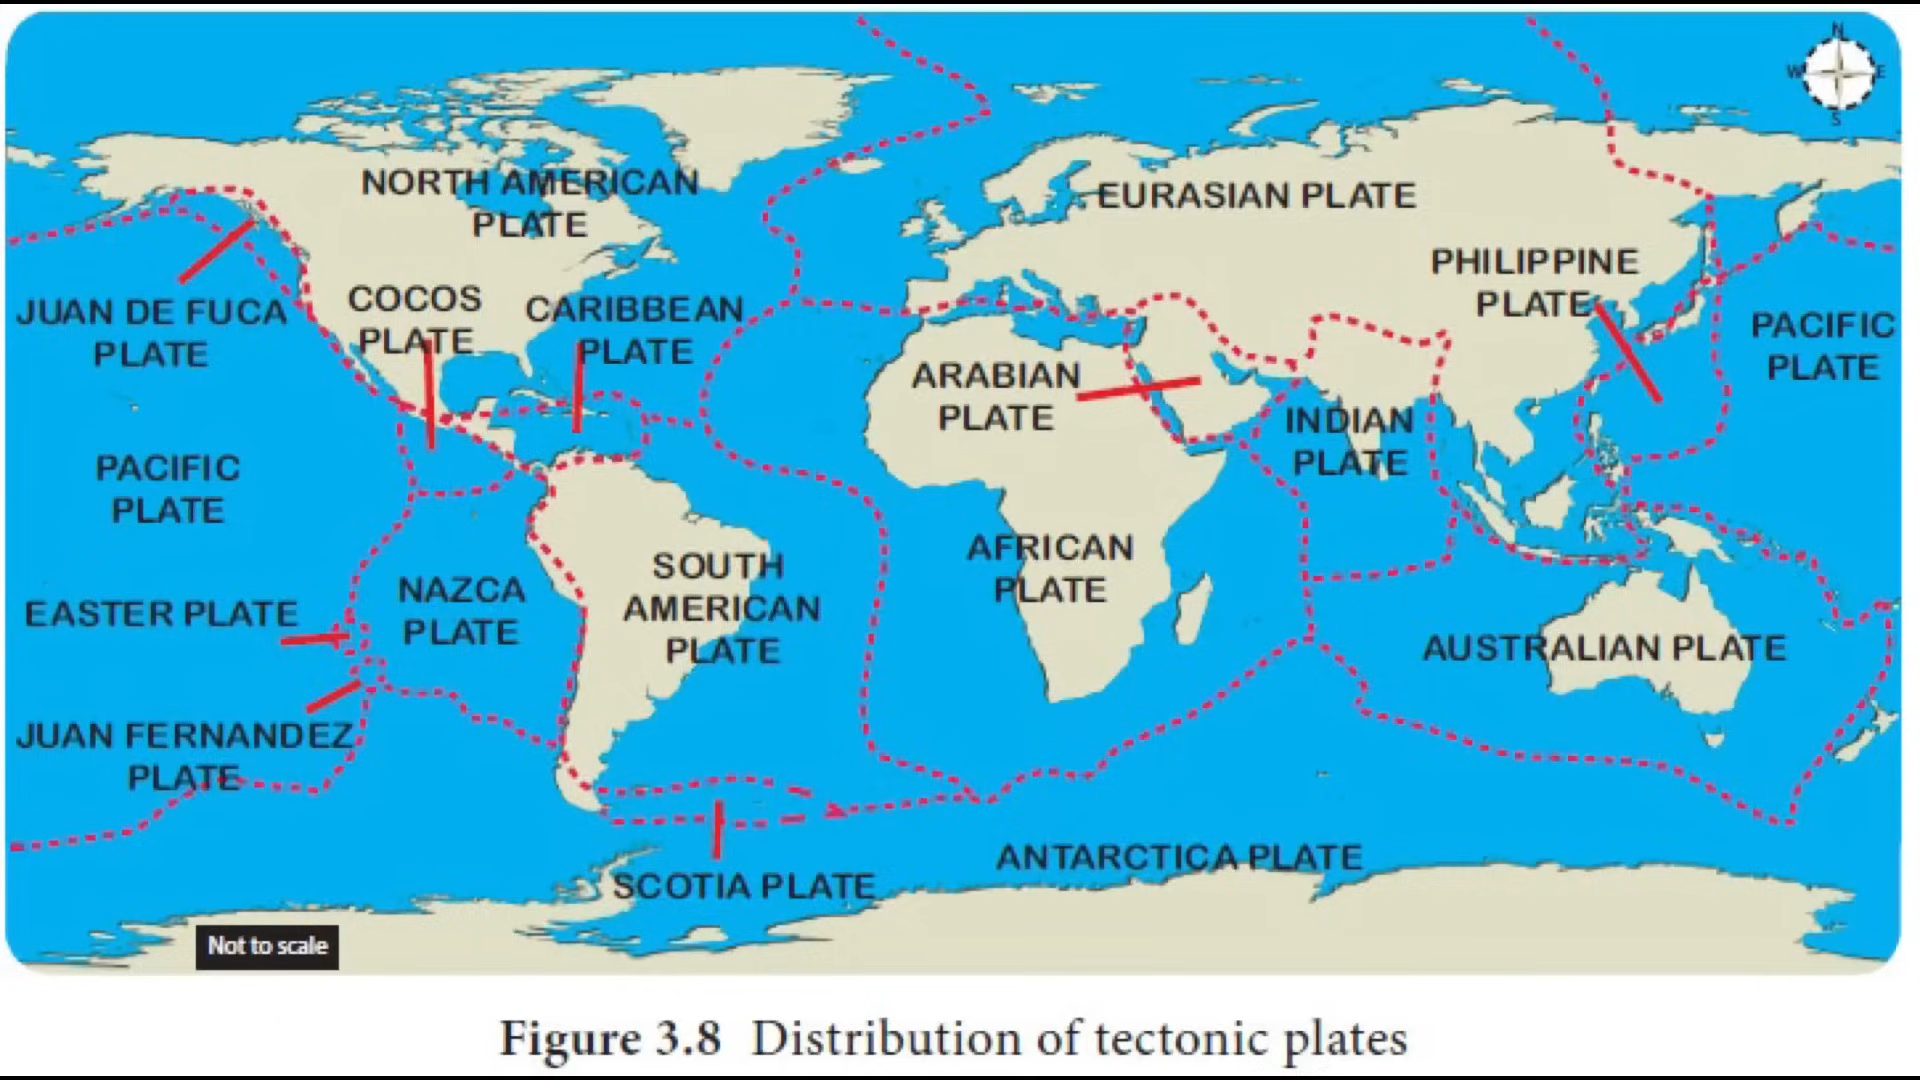 N
W E
S
NORTH AMERICAN
PLATE
EURASIAN PLATE
PHILIPPINE
PLATE
JUAN DE FUCA
PLATE
COCOS
PLATE
CARIBBEAN
PLATE
PACIFIC
PLATE
ARABIAN
PLATE
INDIAN
PLATE
PACIFIC
PLATE
AFRICAN
PLATE
SOUTH
AMERICAN
PLATE
NAZCA
PLATE
EASTER PLATE
AUSTRALIAN PLATE
JUAN FERNANDEZ
PLATE
ANTARCTICA PLATE
SCOTIA PLATE
Not to scale
Figure 3.8 Distribution of tectonic plates